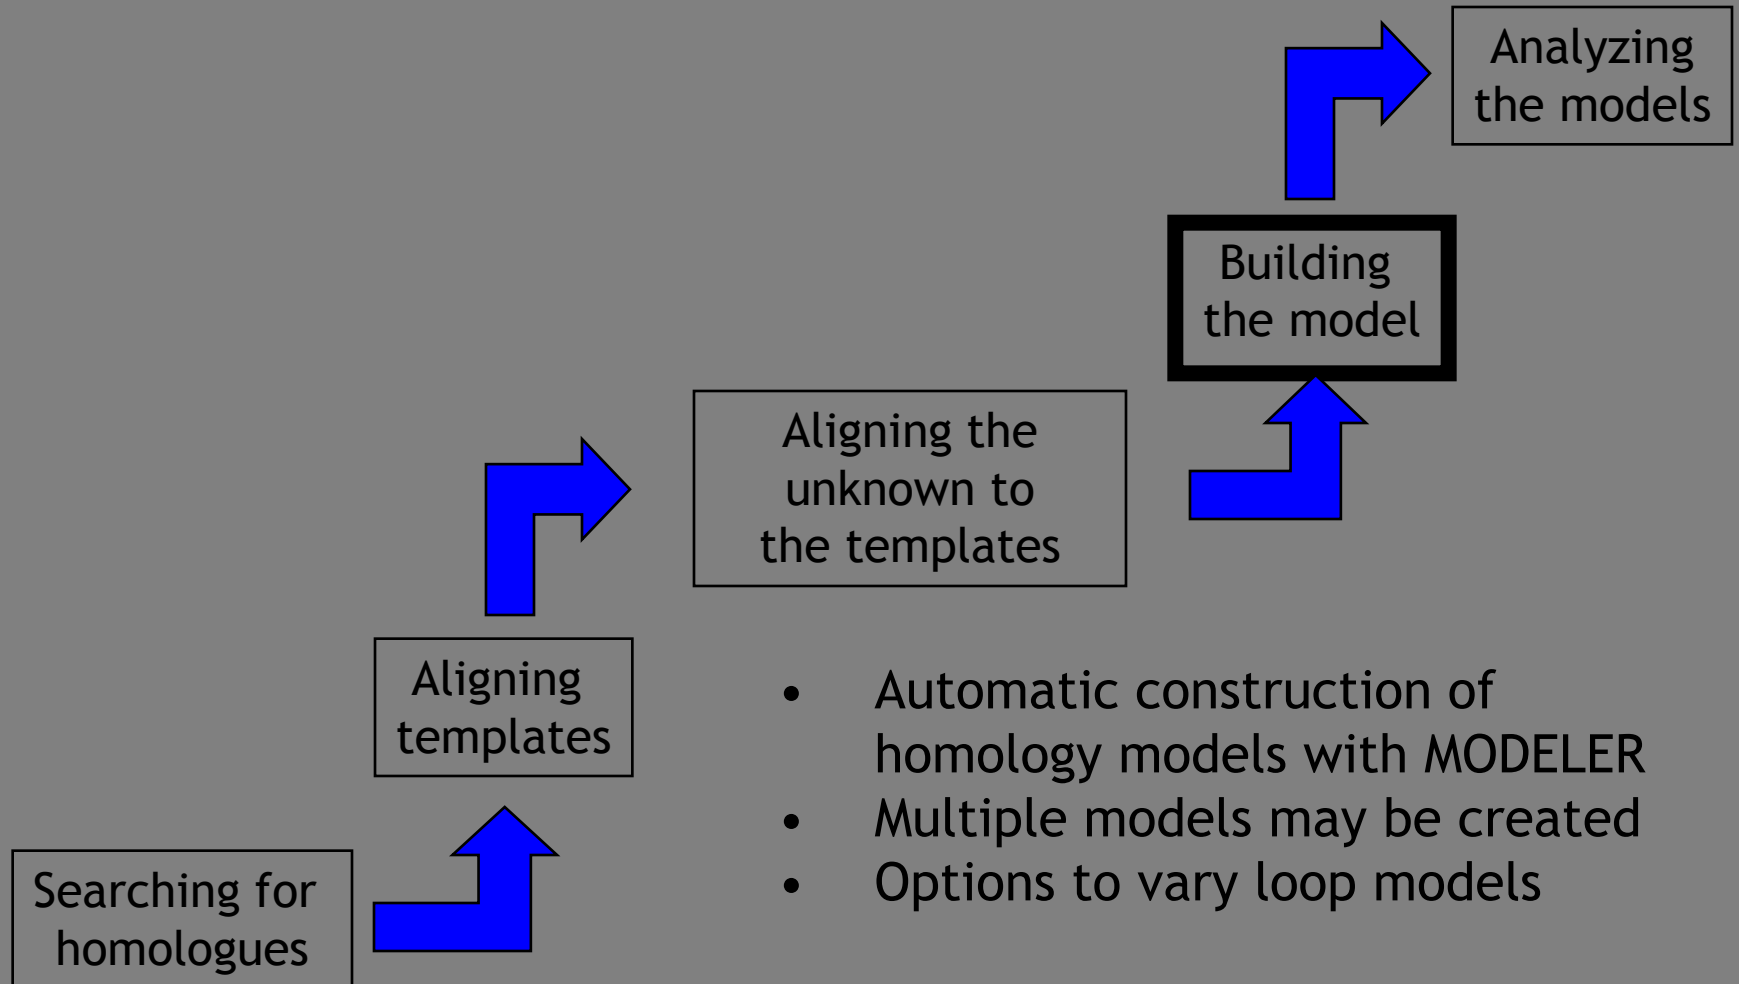 Analyzing
the models
Building
the model
Aligning the
unknown to
the templates
Aligning
templates
Searching for
homologues
• Automatic construction of
homology models with MODELER
• Multiple models may be created
• Options to vary loop models